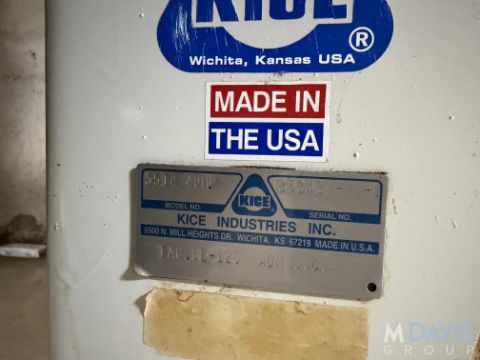 KICE
®
Wichita, Kansas USA
MADE IN
THE USA
KICE
MODEL NO. SERIAL NO.
KICE INDUSTRIES INC.
5500 N. MILL HEIGHTS DR. WICHITA, KS 67219 MADE IN U.S.A.
M DAVIS
GROUP